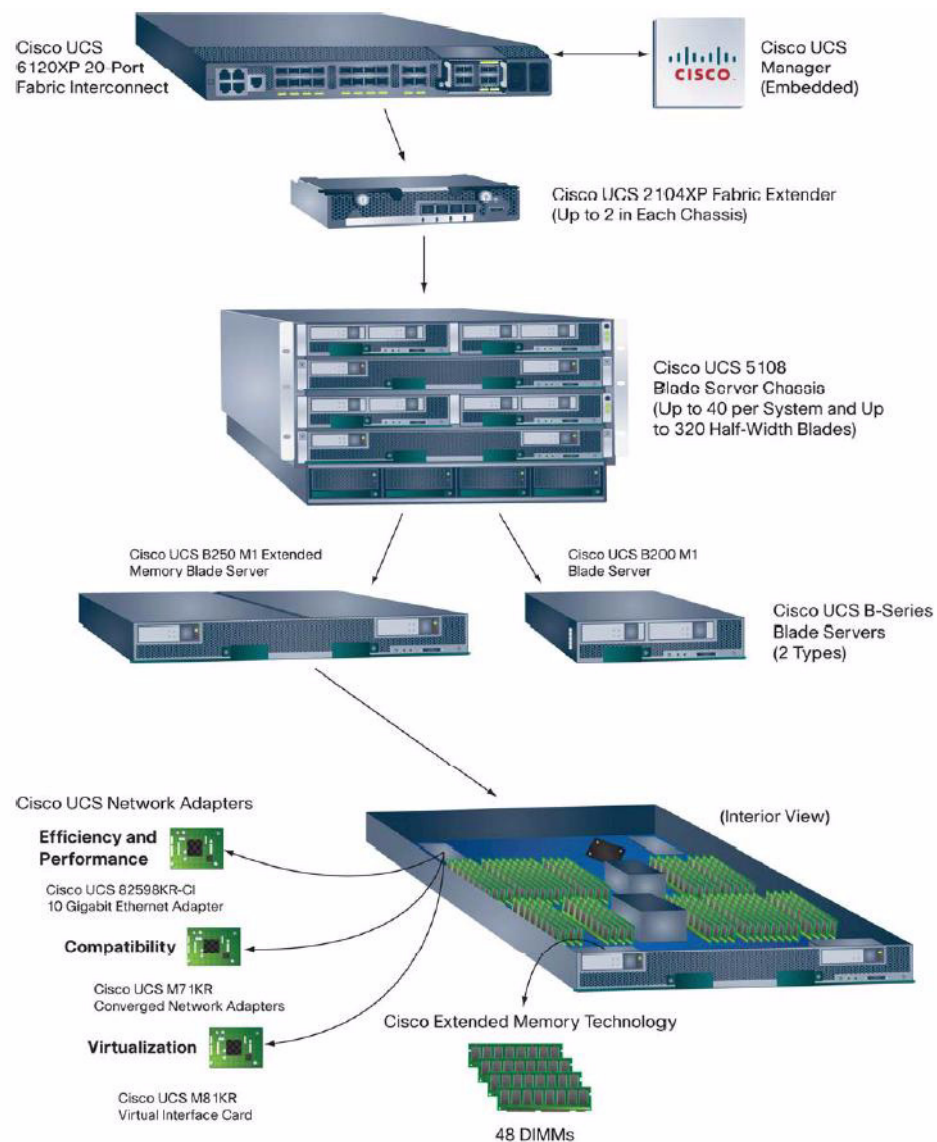 Cisco UCS
6120XP 20-Port
Fabric Interconnect
CISCO
Cisco UCS
Manager
(Embedded)
Cisco UCS 2104XP Fabric Extender
(Up to 2 in Each Chassis)
Cisco UCS 5108
Blade Server Chassis
(Up to 40 per System and Up
to 320 Half-Width Blades)
Cisco UCS B250 M1 Extended
Memory Blade Server
Cisco UCS B200 M1
Blade Server
Cisco UCS B-Series
Blade Servers
(2 Types)
Cisco UCS Network Adapters
(Interior View)
Efficiency and
Performance
Cisco UCS 82598KR-CI
10 Gigabit Ethernet Adapter
Compatibility
Cisco UCS M71KR
Converged Network Adapters
Virtualization
Cisco UCS M81KR
Virtual Interface Card
Cisco Extended Memory Technology
48 DIMMs